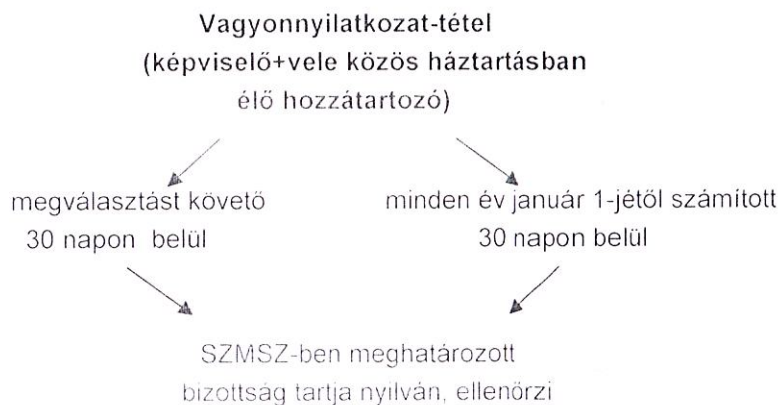 Vagyonnyilatkozat-tétel
(képviselő+vele közös háztartásban
élő hozzátartozó)
megválasztást követő
30 napon belül
minden év január 1-jétől számított
30 napon belül
SZMSZ-ben meghatározott
bizottság tartja nyilván, ellenőrzi